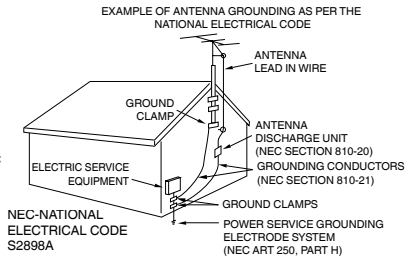 EXAMPLE OF ANTENNA GROUNDING AS PER THE
NATIONAL ELECTRICAL CODE
ANTENNA
LEAD IN WIRE
GROUND
CLAMP
ANTENNA
DISCHARGE UNIT
(NEC SECTION 810-20)
ELECTRIC SERVICE
EQUIPMENT
GROUNDING CONDUCTORS
(NEC SECTION 810-21)
GROUND CLAMPS
NEC-NATIONAL
ELECTRICAL CODE
S2898A
POWER SERVICE GROUNDING
ELECTRODE SYSTEM
(NEC ART 250, PART H)